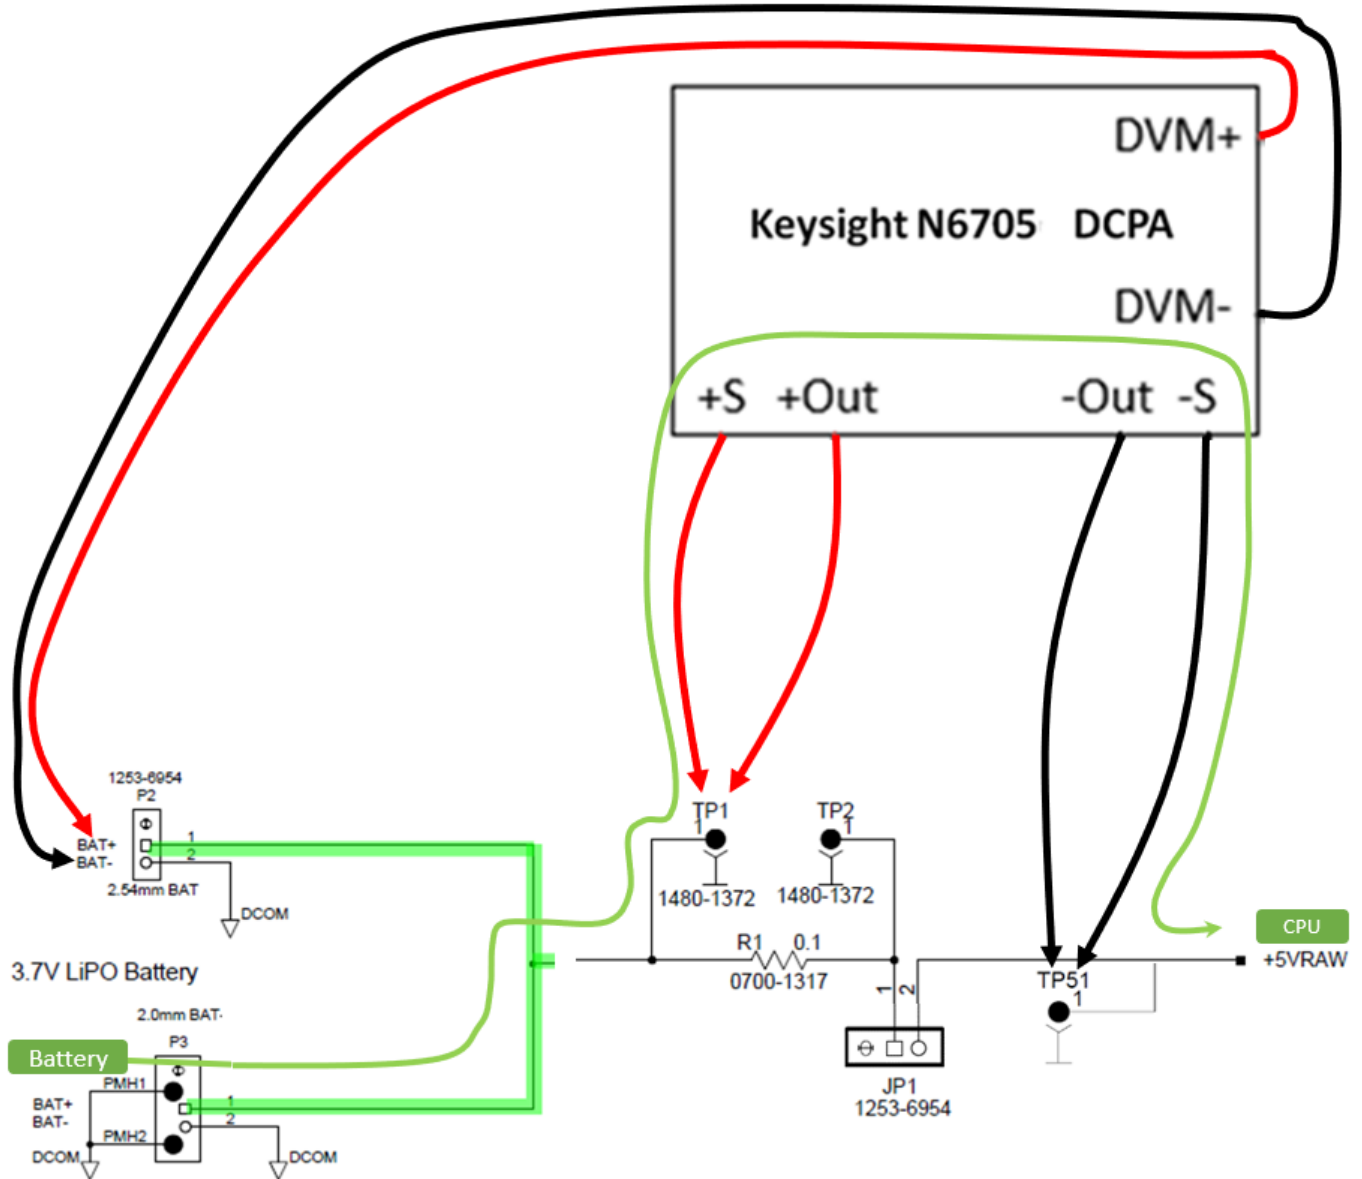 DVM+
Keysight N6705 DCPA
DVM-
+S +Out -Out -S
1253-6954
P2
BAT+
BAT-
1
2
2.54mm BAT
DCOM
3.7V LiPO Battery
2.0mm BAT-
P3
Battery
PMH1
BAT+
BAT-
1
2
PMH2
DCOM
DCOM
TP1
1
1480-1372
TP2
1
1480-1372
R1 0.1
0700-1317
1
2
JP1
1253-6954
TP51
1
CPU
+5VRAW